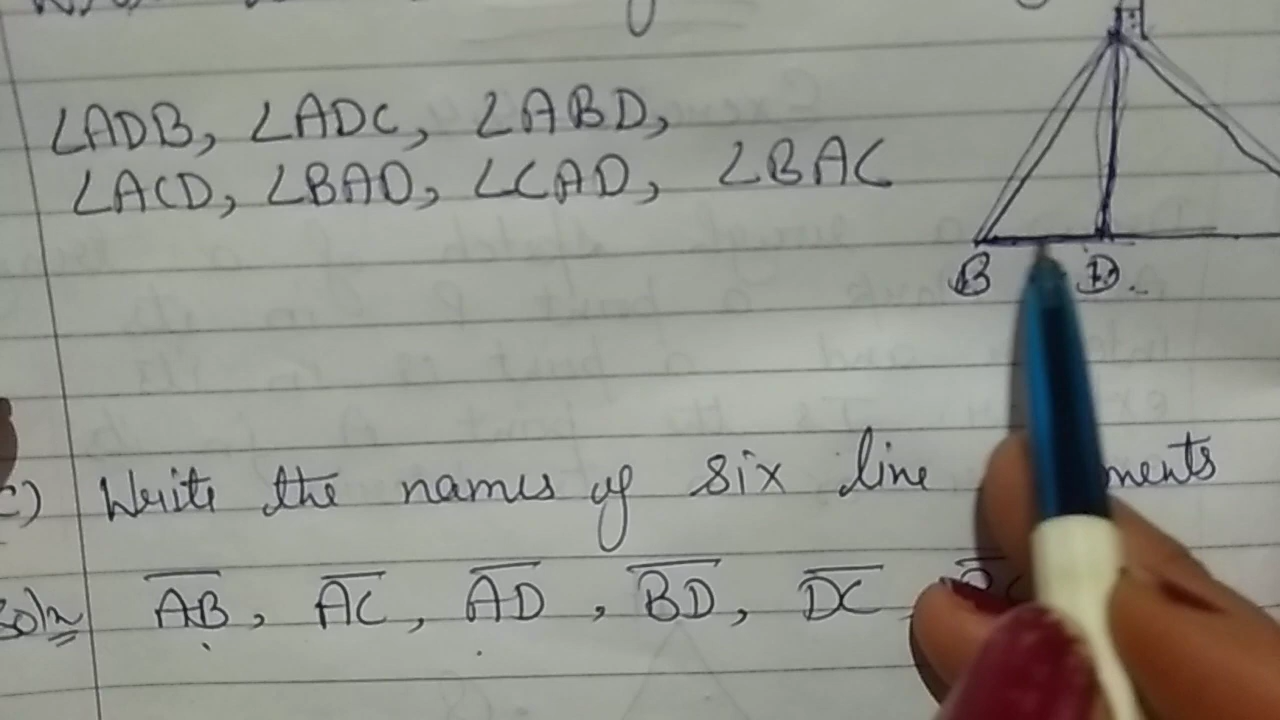 ∠ADB, ∠ADC, ∠ABD,
∠ACD, ∠BAD, ∠CAD, ∠BAC
B D
C) Write the names of six line ments
Soln AB, AC, AD, BD, DC,